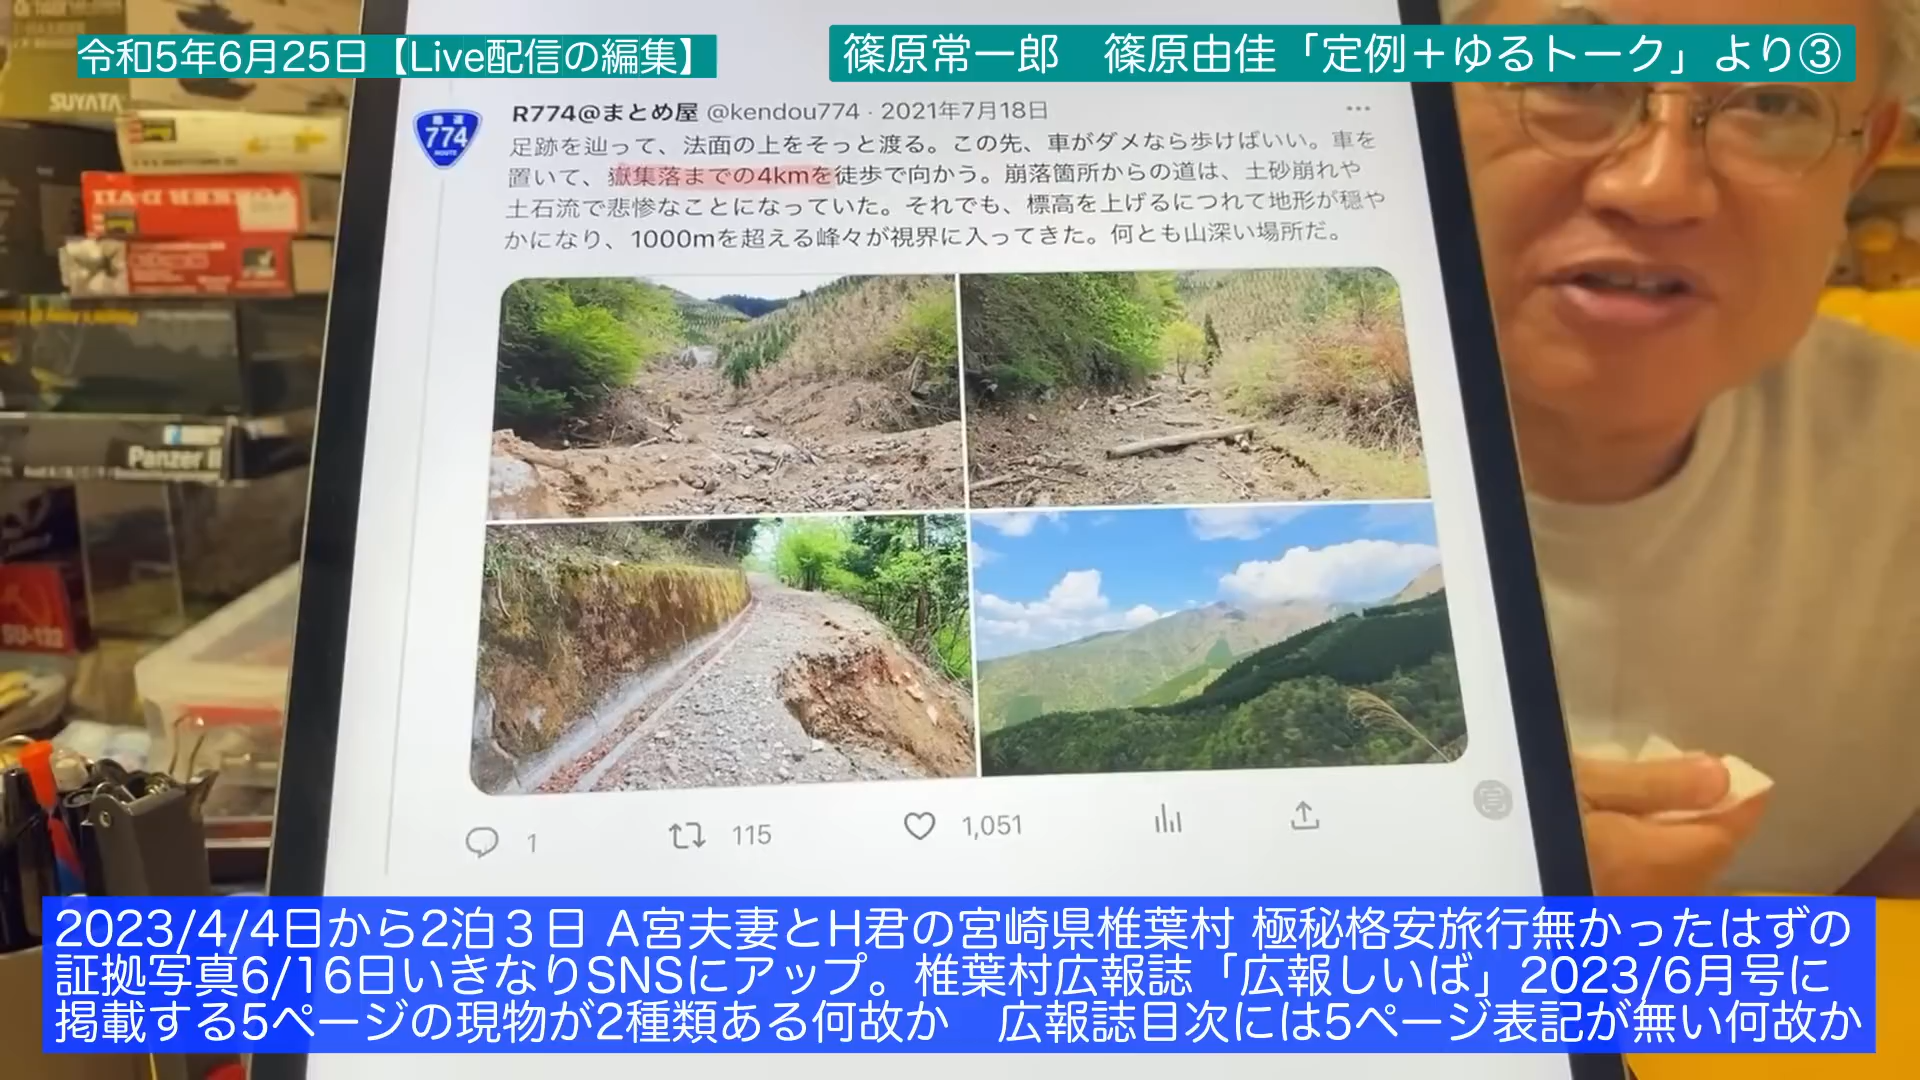 令和5年6月25日【Live配信の編集】
篠原常一郎 篠原由佳「定例＋ゆるトーク」より③
SUYATA
急道
774
ROUTE
R774@まとめ屋 @kendou774 · 2021年7月18日
足跡を辿って、法面の上をそっと渡る。この先、車がダメなら歩けばいい。車を
置いて、嶽集落までの4kmを徒歩で向かう。崩落箇所からの道は、土砂崩れや
土石流で悲惨なことになっていた。それでも、標高を上げるにつれて地形が穏や
かになり、1000mを超える峰々が視界に入ってきた。何とも山深い場所だ。
Panzer II
SU-122
1
115
1,051
2023/4/4日から2泊３日 A宮夫妻とH君の宮崎県椎葉村 極秘格安旅行無かったはずの
証拠写真6/16日いきなりSNSにアップ。椎葉村広報誌「広報しいば」2023/6月号に
掲載する5ページの現物が2種類ある何故か 広報誌目次には5ページ表記が無い何故か